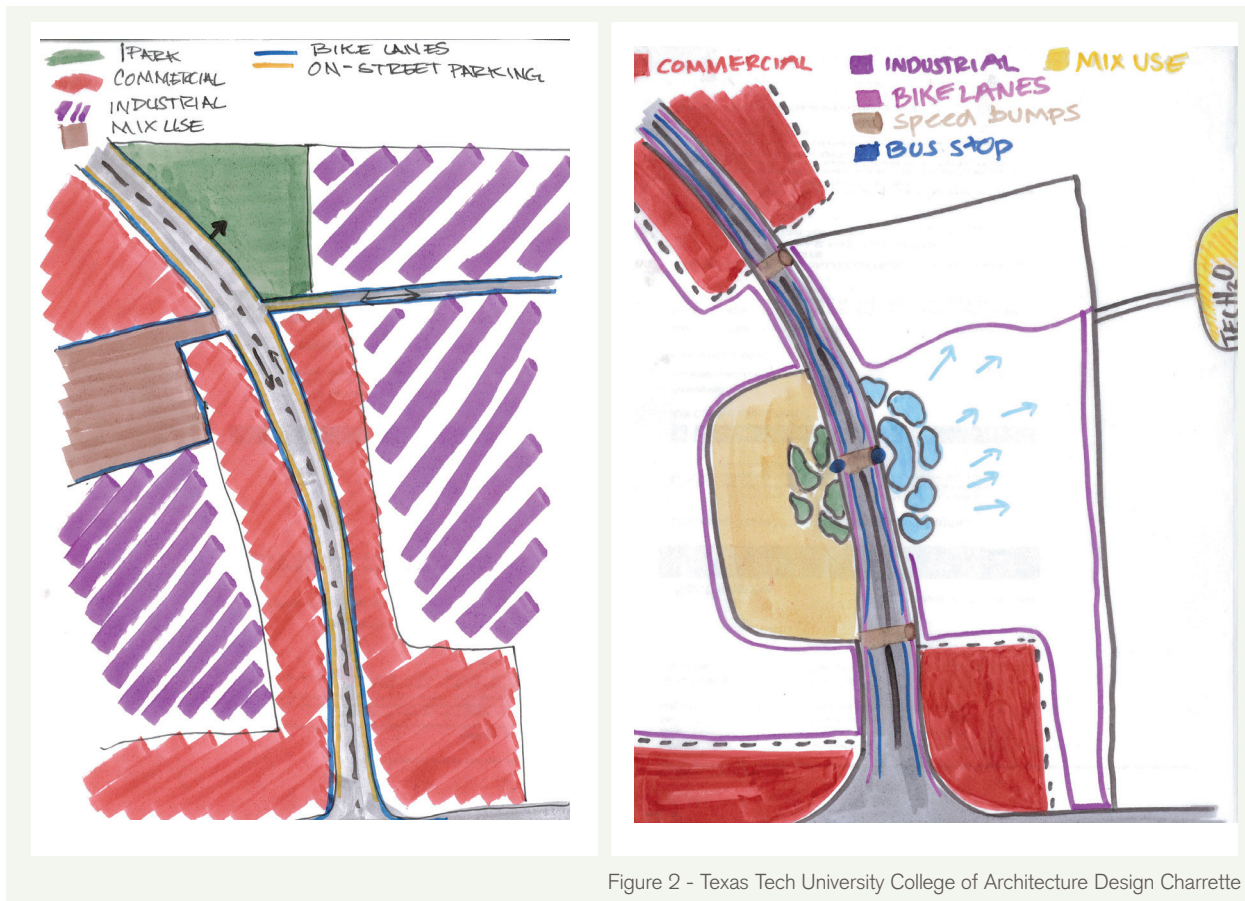 PARK
COMMERCIAL
INDUSTRIAL
MIX USE
BIKE LANES
ON-STREET PARKING
COMMERCIAL
INDUSTRIAL
MIX USE
BIKE LANES
speed bumps
BUS StOP
TECH2O
Figure 2 - Texas Tech University College of Architecture Design Charrette